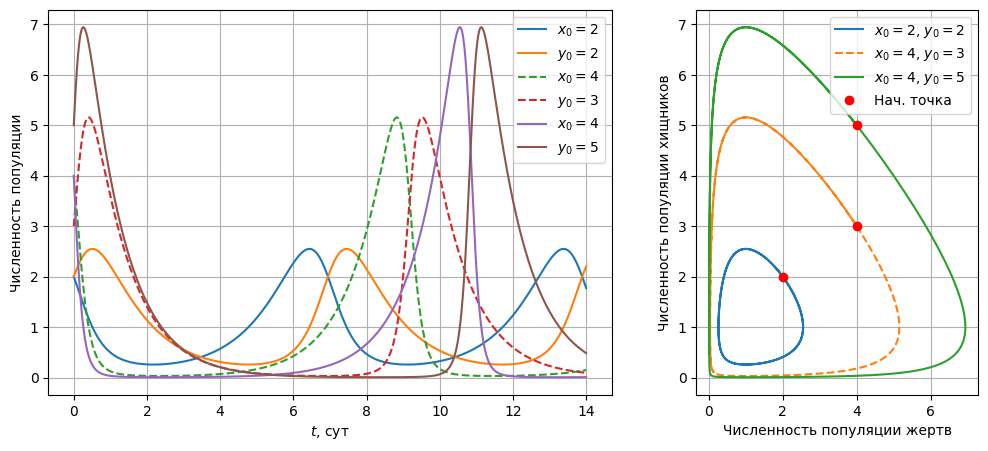 Численность популяции
7
6
5
4
3
2
1
0
0 2 4 6 8 10 12 14
t, сут
x₀ = 2
y₀ = 2
x₀ = 4
y₀ = 3
x₀ = 4
y₀ = 5
Численность популяции хищников
7
6
5
4
3
2
1
0
0 2 4 6
Численность популяции жертв
x₀ = 2, y₀ = 2
x₀ = 4, y₀ = 3
x₀ = 4, y₀ = 5
Нач. точка